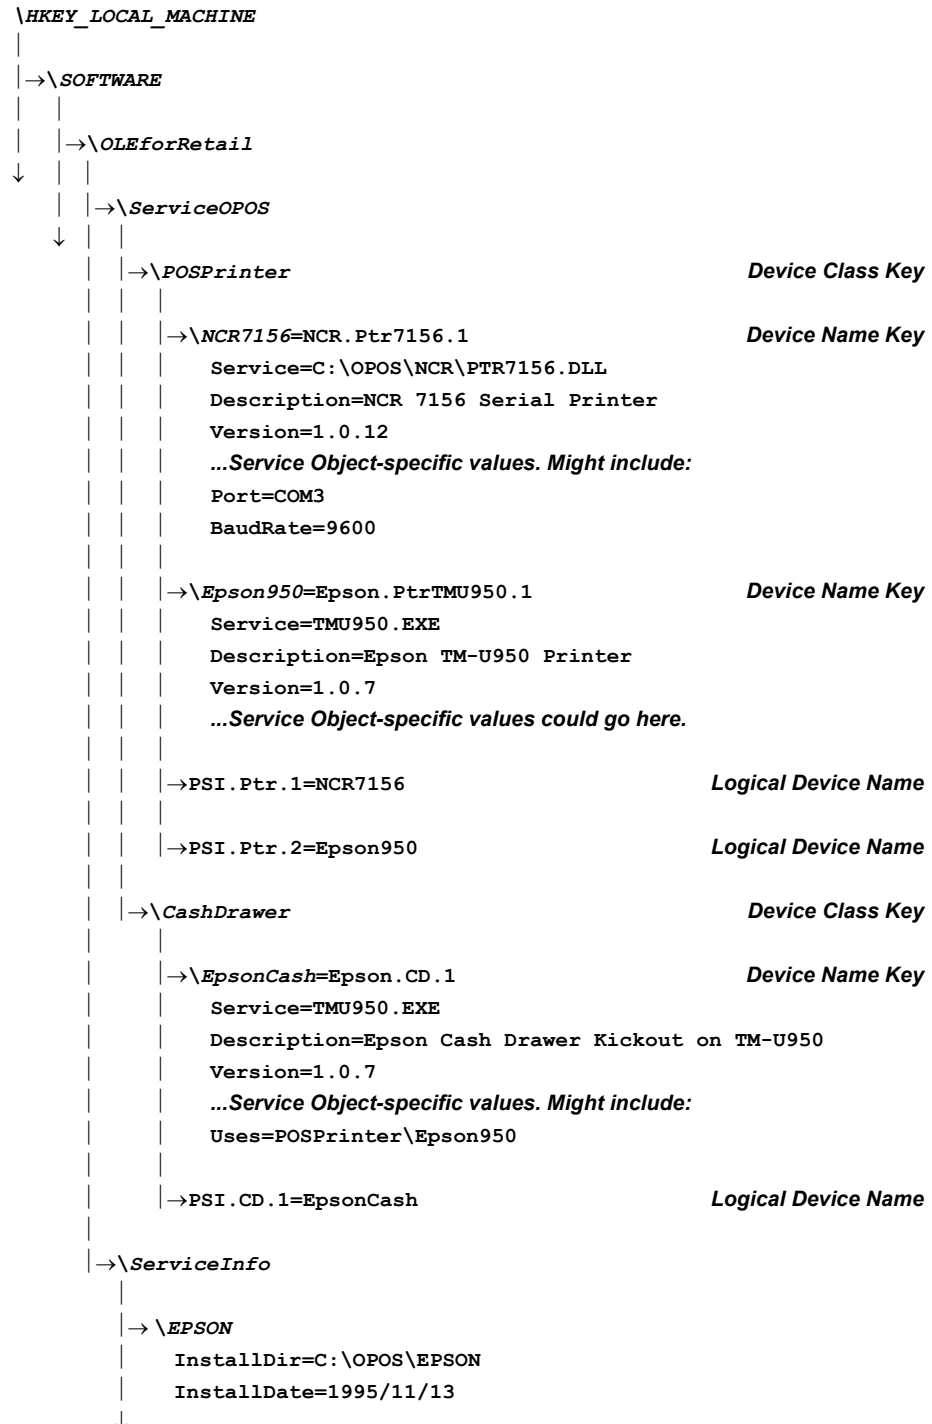 \HKEY_LOCAL_MACHINE
→\SOFTWARE
→\OLEforRetail
→\ServiceOPOS
→\POSPrinter Device Class Key
→\NCR7156=NCR.Ptr7156.1 Device Name Key
Service=C:\OPOS\NCR\PTR7156.DLL
Description=NCR 7156 Serial Printer
Version=1.0.12
...Service Object-specific values. Might include:
Port=COM3
BaudRate=9600
→\Epson950=Epson.PtrTMU950.1 Device Name Key
Service=TMU950.EXE
Description=Epson TM-U950 Printer
Version=1.0.7
...Service Object-specific values could go here.
→PSI.Ptr.1=NCR7156 Logical Device Name
→PSI.Ptr.2=Epson950 Logical Device Name
→\CashDrawer Device Class Key
→\EpsonCash=Epson.CD.1 Device Name Key
Service=TMU950.EXE
Description=Epson Cash Drawer Kickout on TM-U950
Version=1.0.7
...Service Object-specific values. Might include:
Uses=POSPrinter\Epson950
→PSI.CD.1=EpsonCash Logical Device Name
→\ServiceInfo
→ \EPSON
InstallDir=C:\OPOS\EPSON
InstallDate=1995/11/13